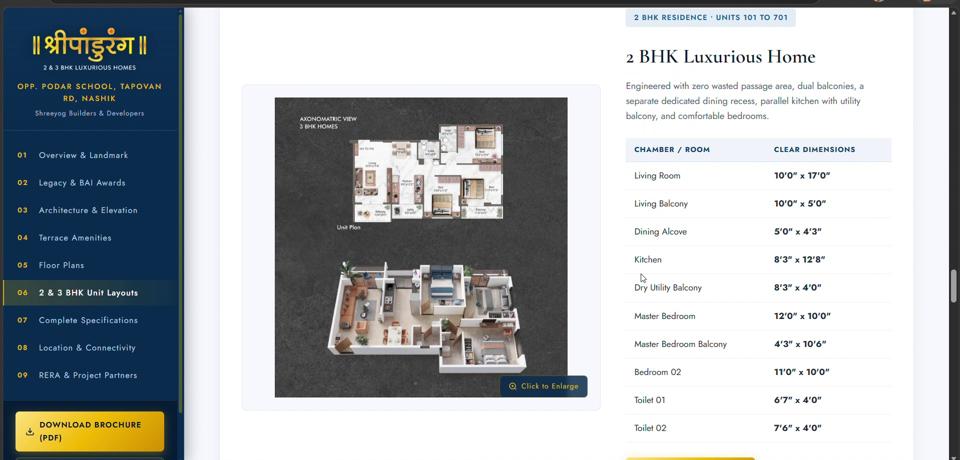 ॥श्रीपांडुरंग॥
2 & 3 BHK LUXURIOUS HOMES
OPP. PODAR SCHOOL, TAPOVAN
RD, NASHIK
Shreeyog Builders & Developers
01 Overview & Landmark
02 Legacy & BAI Awards
03 Architecture & Elevation
04 Terrace Amenities
05 Floor Plans
06 2 & 3 BHK Unit Layouts
07 Complete Specifications
08 Location & Connectivity
09 RERA & Project Partners
DOWNLOAD BROCHURE
(PDF)
AXONOMATRIC VIEW
3 BHK HOMES
Unit Plan
Click to Enlarge
2 BHK RESIDENCE · UNITS 101 TO 701
2 BHK Luxurious Home
Engineered with zero wasted passage area, dual balconies, a
separate dedicated dining recess, parallel kitchen with utility
balcony, and comfortable bedrooms.
CHAMBER / ROOM CLEAR DIMENSIONS
Living Room 10'0" x 17'0"
Living Balcony 10'0" x 5'0"
Dining Alcove 5'0" x 4'3"
Kitchen 8'3" x 12'8"
Dry Utility Balcony 8'3" x 4'0"
Master Bedroom 12'0" x 10'0"
Master Bedroom Balcony 4'3" x 10'6"
Bedroom 02 11'0" x 10'0"
Toilet 01 6'7" x 4'0"
Toilet 02 7'6" x 4'0"